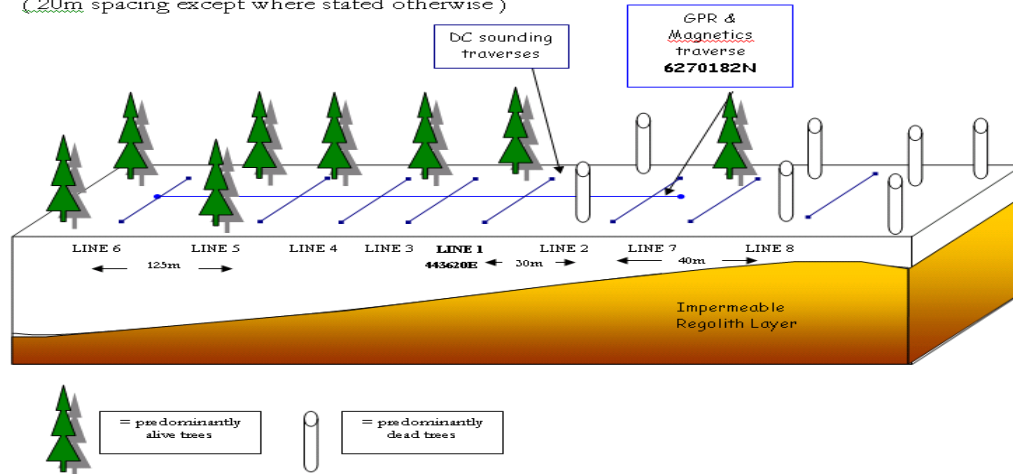 ( 20m spacing except where stated otherwise )
DC sounding
traverses
GPR &
Magnetics
traverse
6270182N
LINE 6
LINE 5
LINE 4
LINE 3
LINE 1
443620E
LINE 2
LINE 7
LINE 8
125m
30m
40m
Impermeable
Regolith Layer
= predominantly
alive trees
= predominantly
dead trees